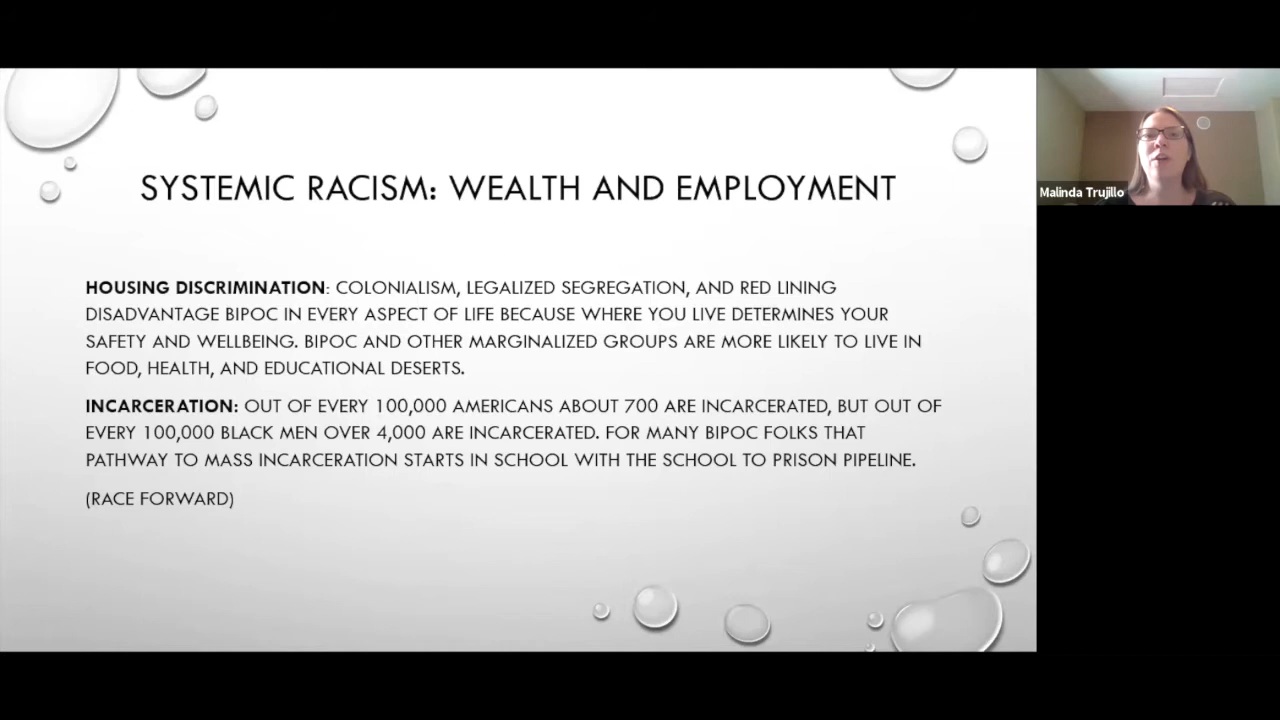 SYSTEMIC RACISM: WEALTH AND EMPLOYMENT
HOUSING DISCRIMINATION: COLONIALISM, LEGALIZED SEGREGATION, AND RED LINING
DISADVANTAGE BIPOC IN EVERY ASPECT OF LIFE BECAUSE WHERE YOU LIVE DETERMINES YOUR
SAFETY AND WELLBEING. BIPOC AND OTHER MARGINALIZED GROUPS ARE MORE LIKELY TO LIVE IN
FOOD, HEALTH, AND EDUCATIONAL DESERTS.
INCARCERATION: OUT OF EVERY 100,000 AMERICANS ABOUT 700 ARE INCARCERATED, BUT OUT OF
EVERY 100,000 BLACK MEN OVER 4,000 ARE INCARCERATED. FOR MANY BIPOC FOLKS THAT
PATHWAY TO MASS INCARCERATION STARTS IN SCHOOL WITH THE SCHOOL TO PRISON PIPELINE.
(RACE FORWARD)
Malinda Trujillo